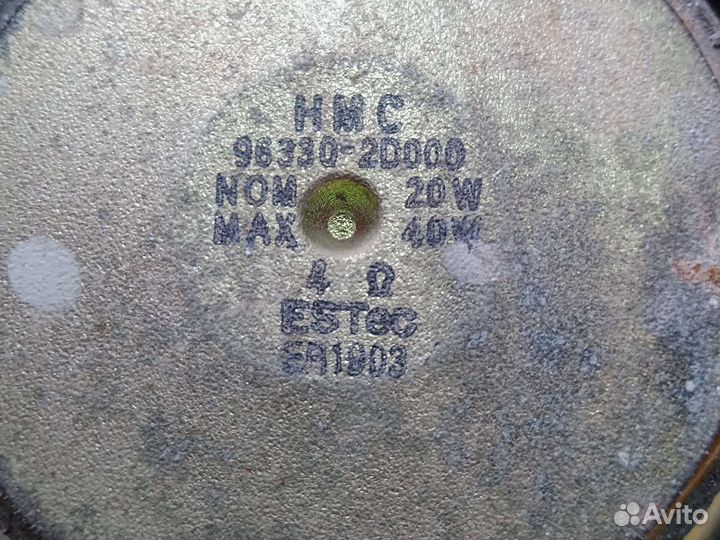 HMC
96330-2D000
NOM 20W
MAX 40W
4 Ω
ESTec
Avito